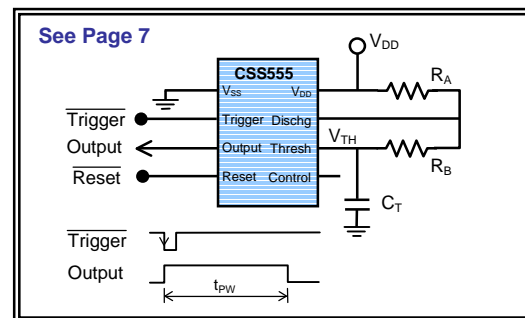 See Page 7
V_DD
CSS555
R_A
V_SS V_DD
Trigger Trigger Dischg
V_TH
Output Output Thresh
R_B
Reset Reset Control
C_T
Trigger
Output
t_PW